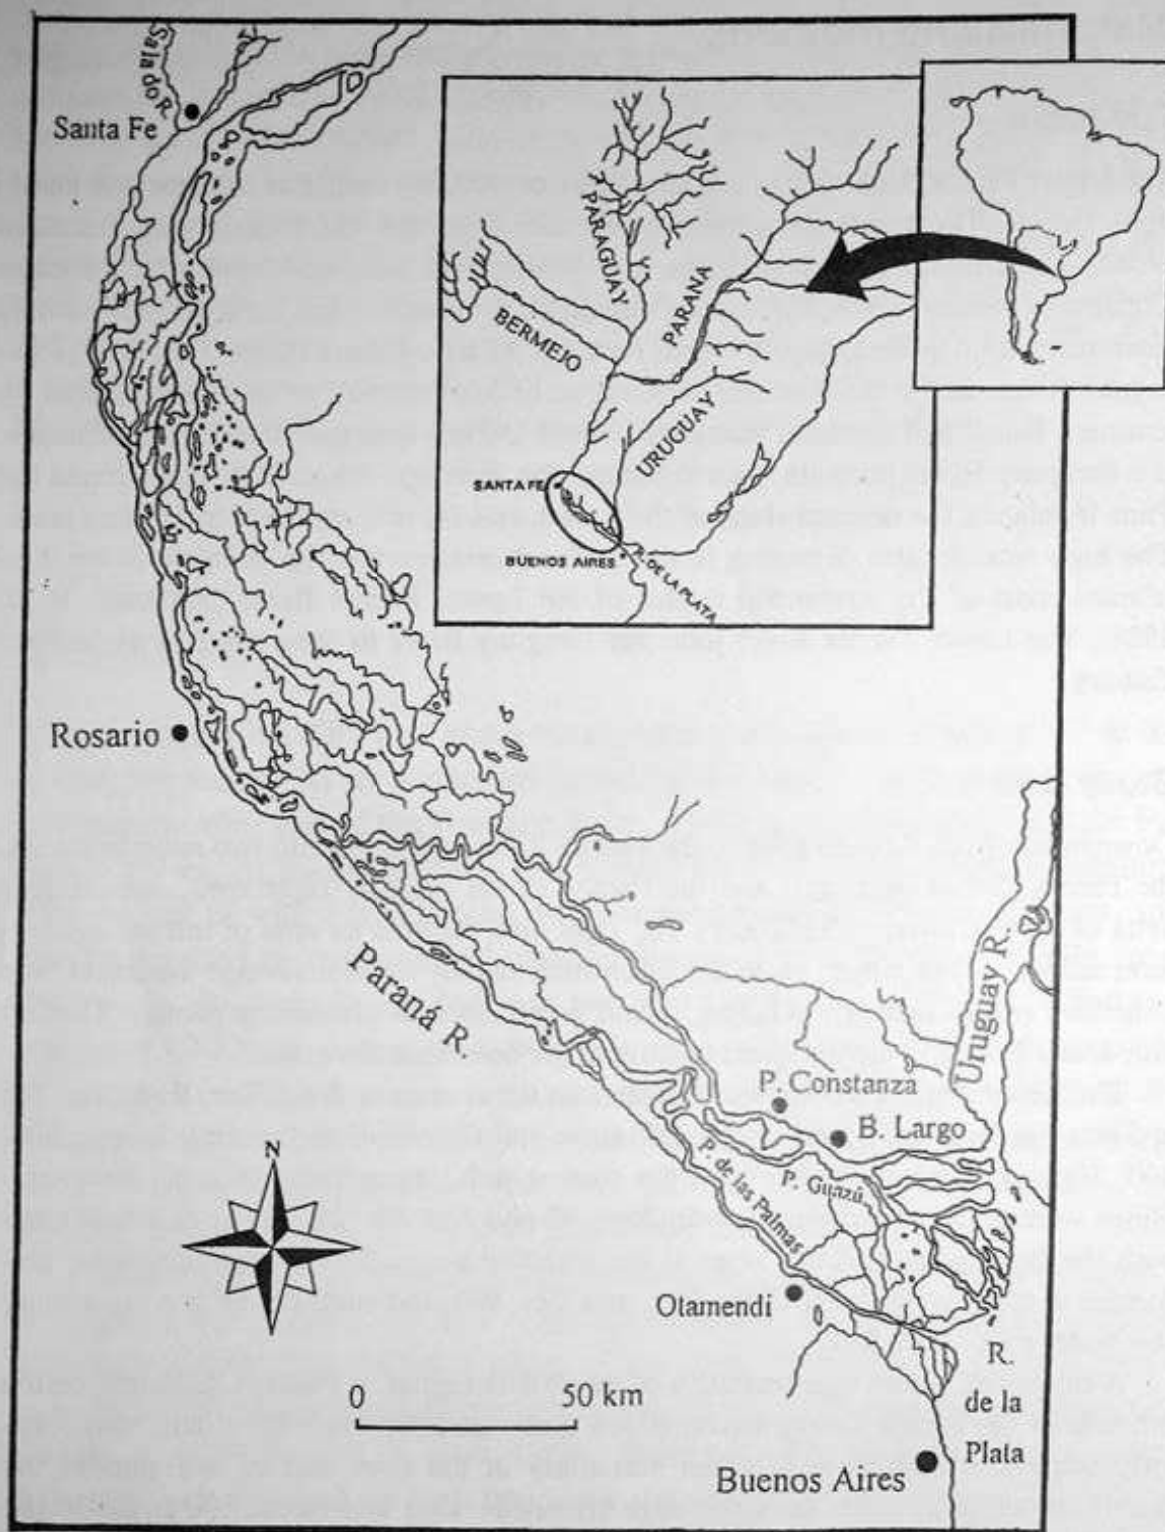 Salado R.
Santa Fe
PARAGUAY
PARANA
BERMEJO
URUGUAY
SANTA FE
BUENOS AIRES
R. DE LA PLATA
Rosario
Paraná R.
Uruguay R.
P. Constanza
B. Largo
P. de las Palmas
P. Guazú
N
Otamendi
0 50 km
R.
de la
Plata
Buenos Aires